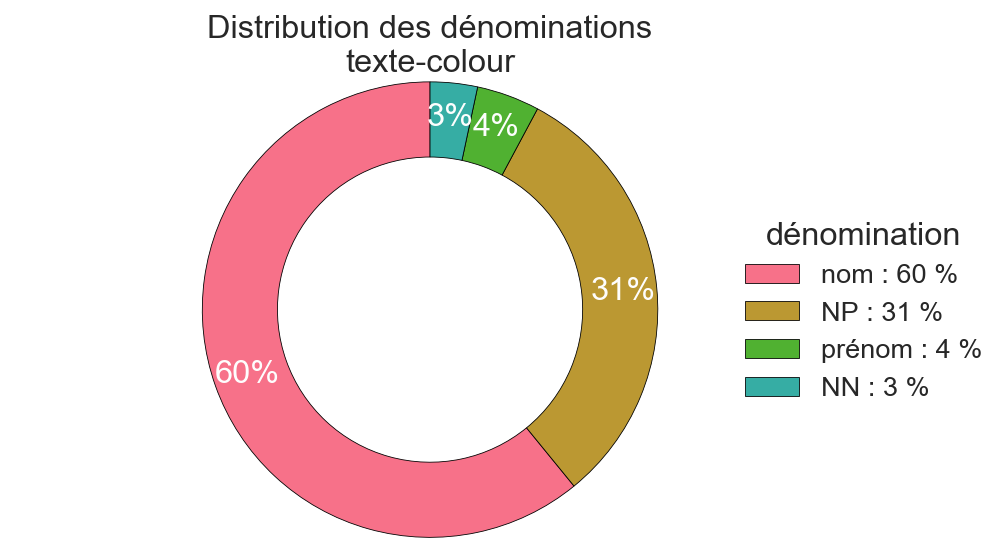 Distribution des dénominations
texte-colour
3%
4%
31%
60%
dénomination
nom : 60 %
NP : 31 %
prénom : 4 %
NN : 3 %